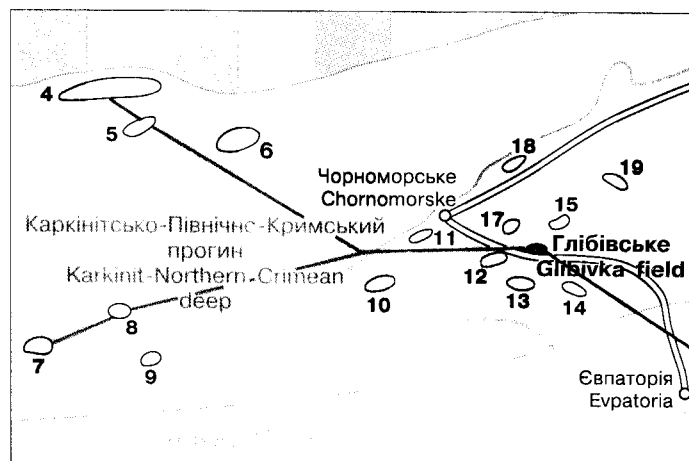 4
5
6
18
19
Чорноморське
Chornomorske
17
15
11
Каркінітсько-Північно-Кримський
прогин
Karkinit-Northern-Crimean
deep
Глібівське
Glibivka field
12
10
13
14
8
7
9
Євпаторія
Evpatoria